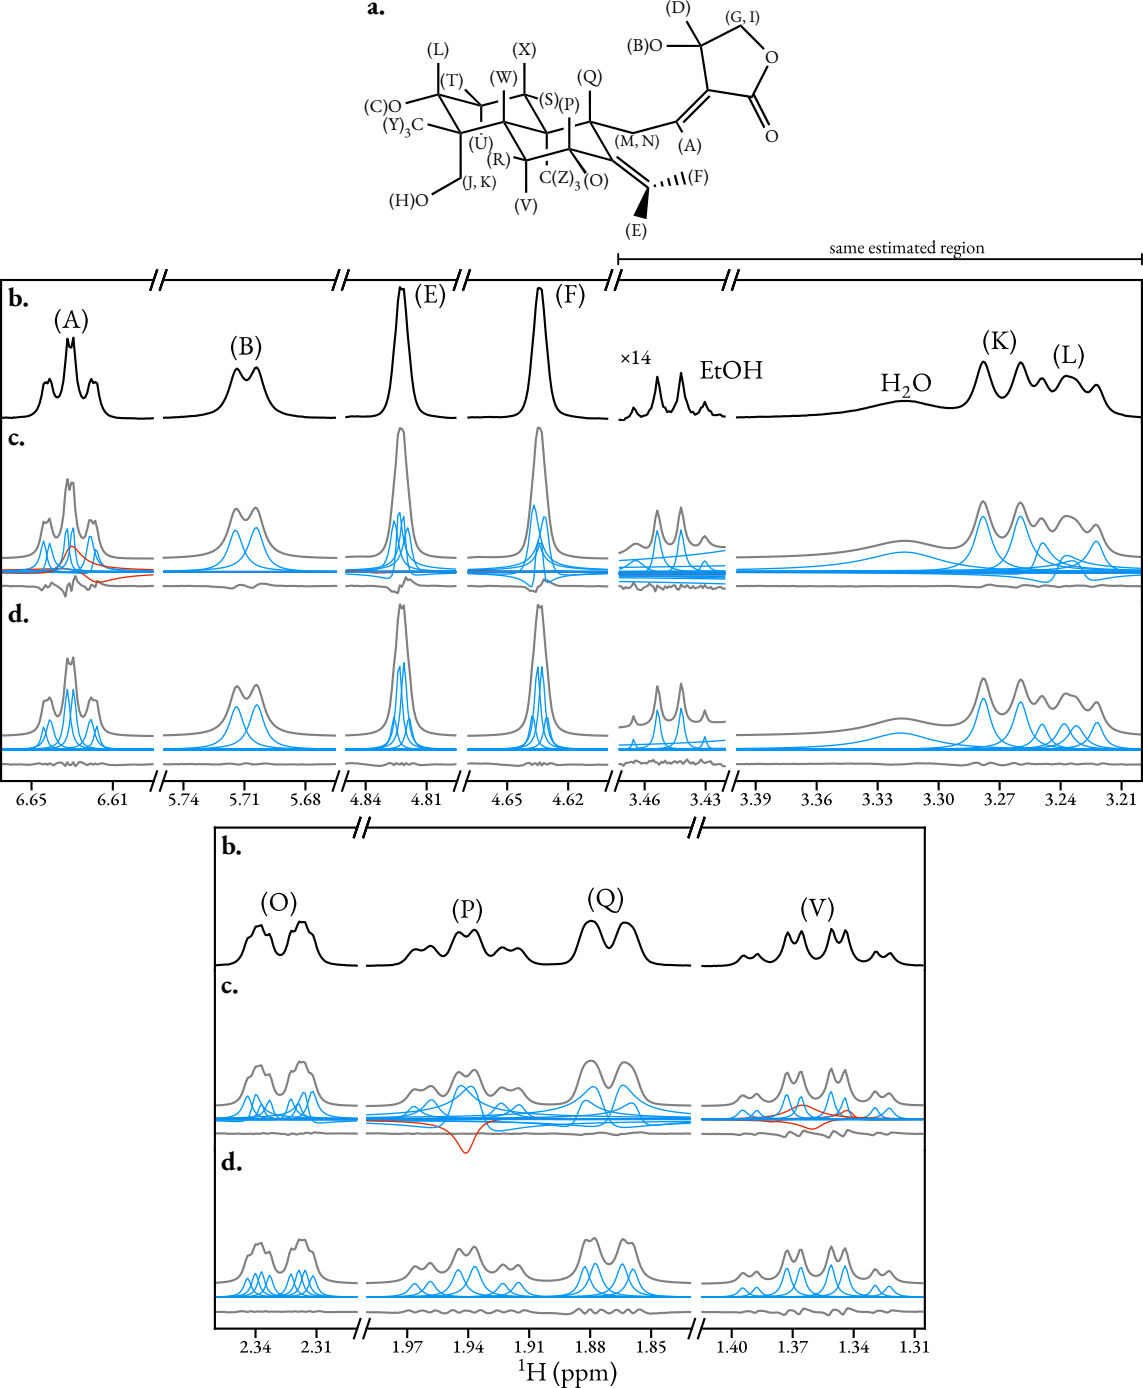 a.
(D)
(G, I)
(B)O
O
(L)
(X)
(T)
(W)
(Q)
(C)O
(S)
(P)
(Y)3C
(U)
(M, N)
(A)
O
(R)
(J, K)
C(Z)3
(O)
(F)
(H)O
(V)
(E)
same estimated region
b.
(A)
(B)
(E)
(F)
×14
EtOH
H2O
(K)
(L)
c.
d.
6.65 6.61 5.74 5.71 5.68 4.84 4.81 4.65 4.62 3.46 3.43 3.39 3.36 3.33 3.30 3.27 3.24 3.21
b.
(O)
(P)
(Q)
(V)
c.
d.
2.34 2.31 1.97 1.94 1.91 1.88 1.85 1.40 1.37 1.34 1.31
1H (ppm)